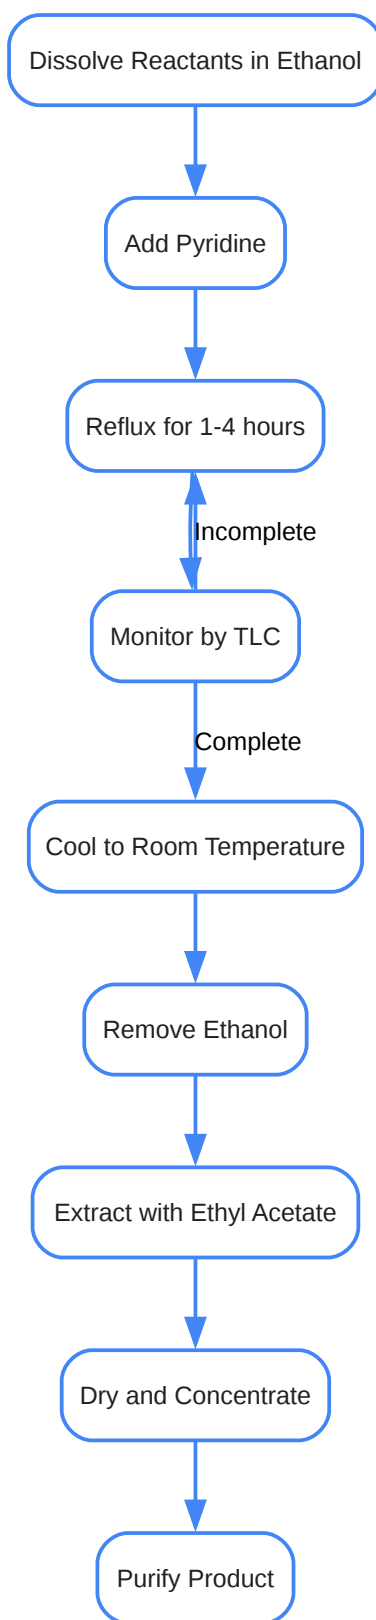 Dissolve Reactants in Ethanol
Add Pyridine
Reflux for 1-4 hours
Incomplete
Monitor by TLC
Complete
Cool to Room Temperature
Remove Ethanol
Extract with Ethyl Acetate
Dry and Concentrate
Purify Product